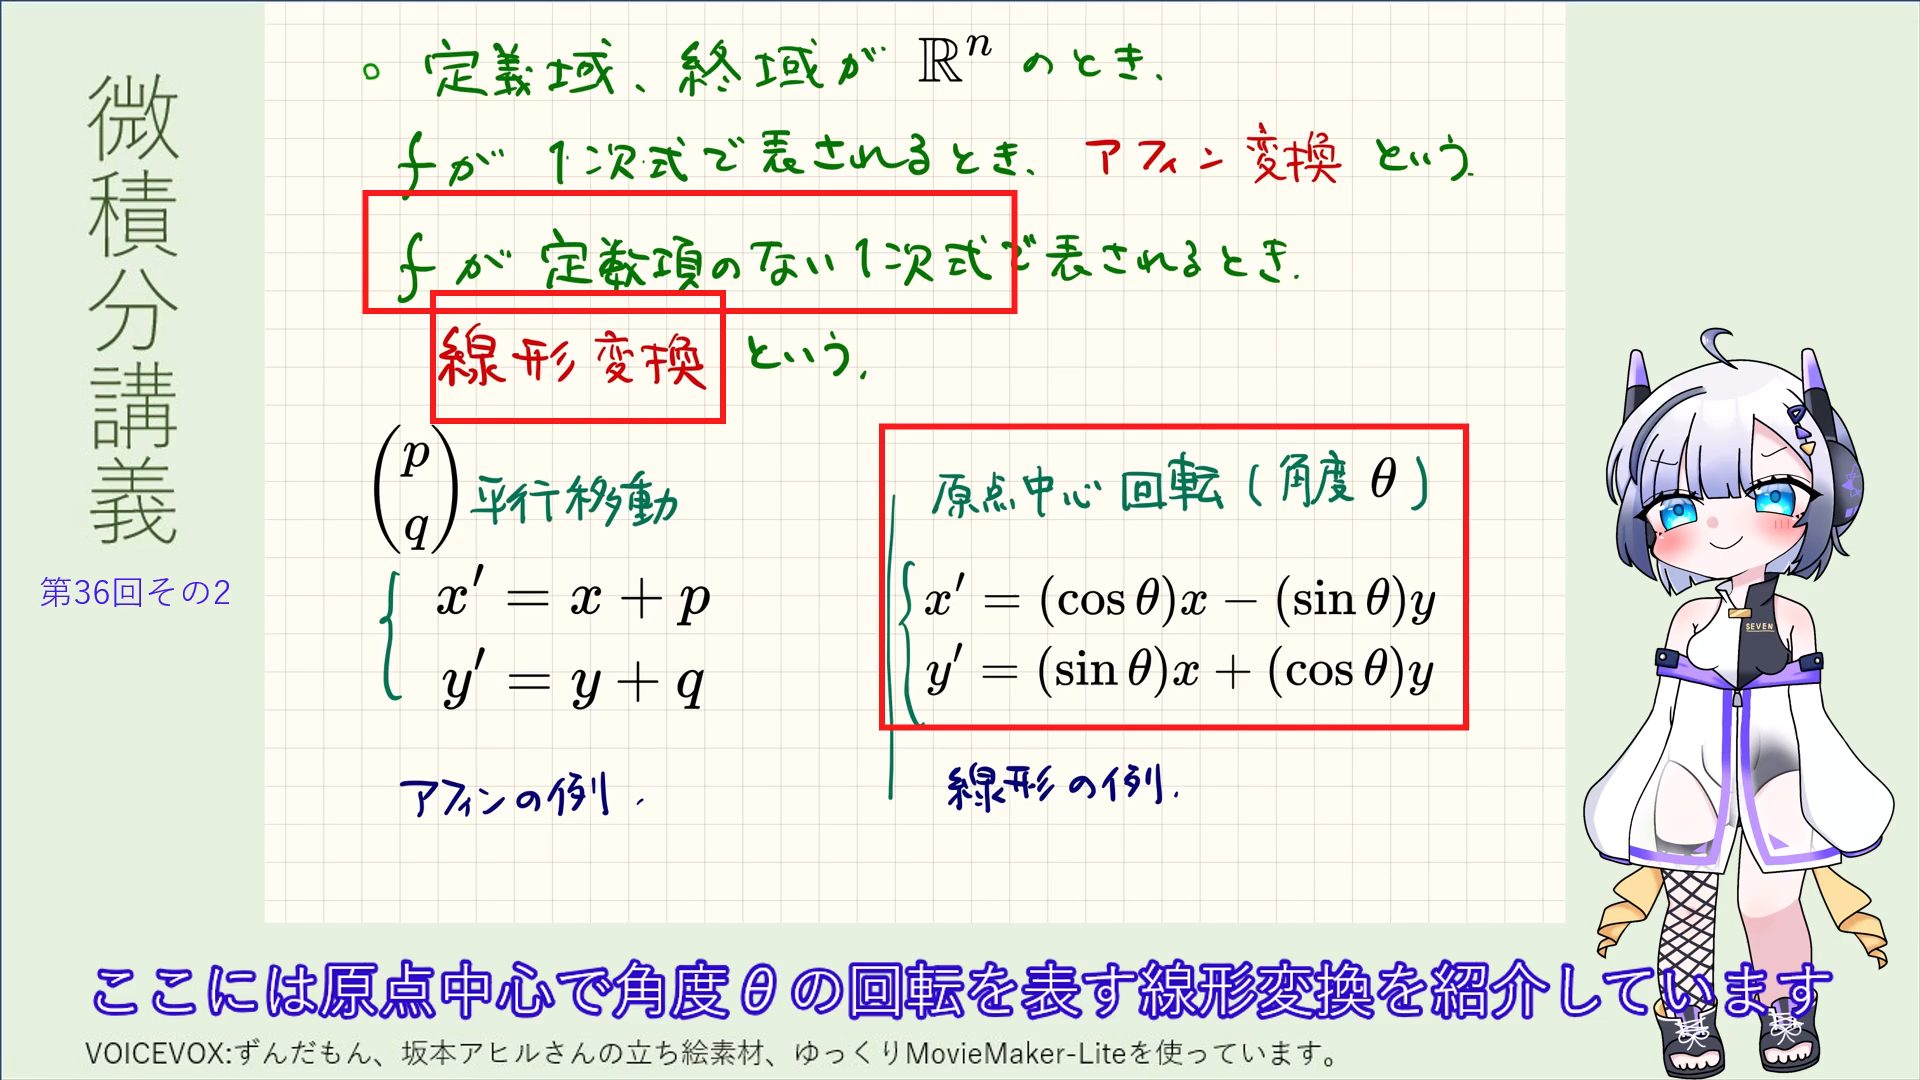 微積分講義
第36回その2
。定義域、終域が ℝⁿ のとき、
fが 1次式で表されるとき、アフィン変換 という。
fが 定数項のない1次式で表されるとき、
線形変換 という。
(p q) 平行移動
x′ = x + p
y′ = y + q
アフィンの例.
原点中心 回転 (角度 θ)
x′ = (cos θ)x − (sin θ)y
y′ = (sin θ)x + (cos θ)y
線形の例.
SEVEN
ここには原点中心で角度θの回転を表す線形変換を紹介しています
VOICEVOX:ずんだもん、坂本アヒルさんの立ち絵素材、ゆっくりMovieMaker-Liteを使っています。